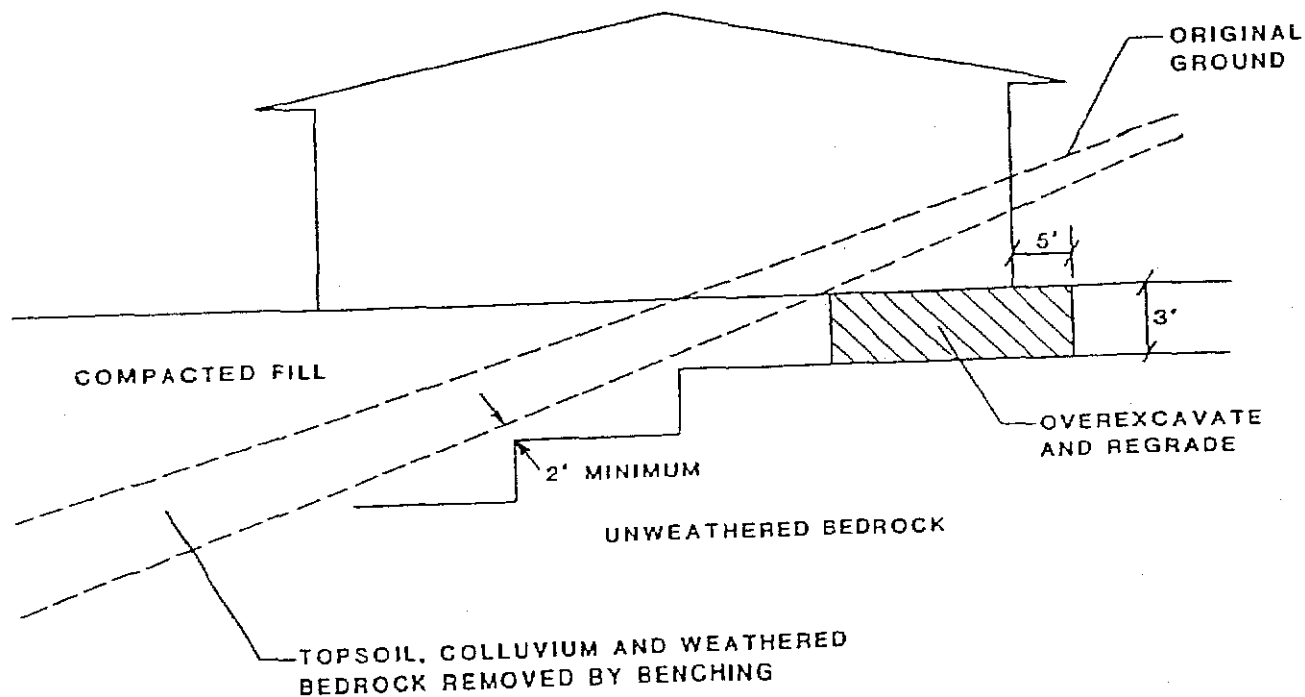 ORIGINAL
GROUND
5'
3'
COMPACTED FILL
OVEREXCAVATE
AND REGRADE
2' MINIMUM
UNWEATHERED BEDROCK
TOPSOIL, COLLUVIUM AND WEATHERED
BEDROCK REMOVED BY BENCHING